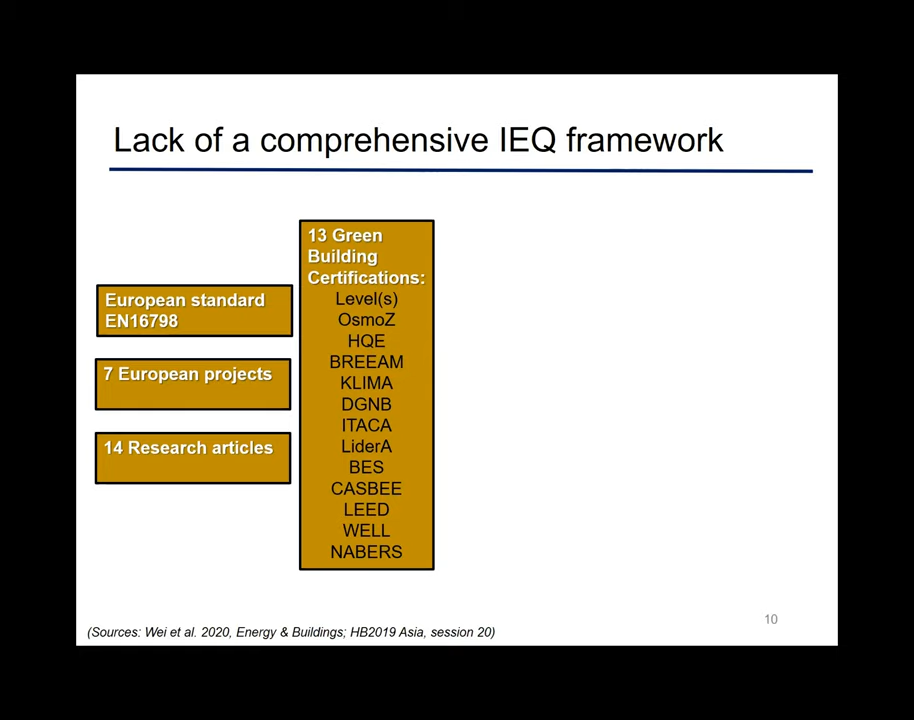 Lack of a comprehensive IEQ framework
European standard
EN16798
7 European projects
14 Research articles
13 Green
Building
Certifications:
Level(s)
OsmoZ
HQE
BREEAM
KLIMA
DGNB
ITACA
LiderA
BES
CASBEE
LEED
WELL
NABERS
(Sources: Wei et al. 2020, Energy & Buildings; HB2019 Asia, session 20)
10